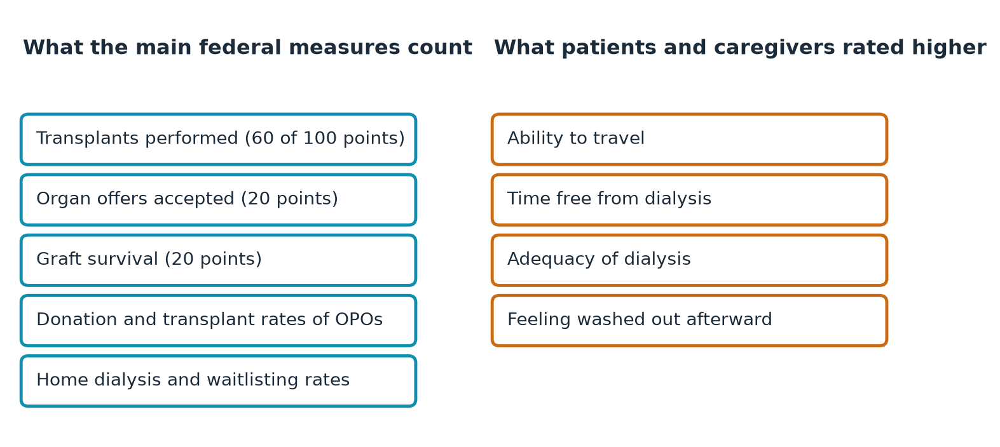 What the main federal measures count
Transplants performed (60 of 100 points)
Organ offers accepted (20 points)
Graft survival (20 points)
Donation and transplant rates of OPOs
Home dialysis and waitlisting rates
What patients and caregivers rated higher
Ability to travel
Time free from dialysis
Adequacy of dialysis
Feeling washed out afterward